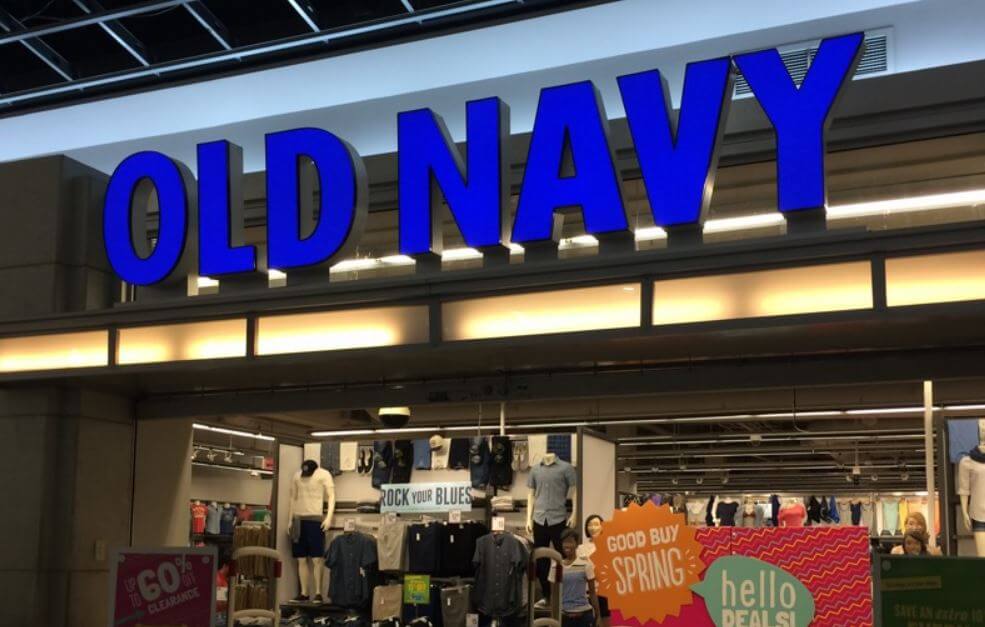 OLD NAVY
ROCK YOUR BLUES
GOOD BUY
SPRING
hello
DEALS!
UP TO 60% OFF
CLEARANCE
SAVE AN extra 10